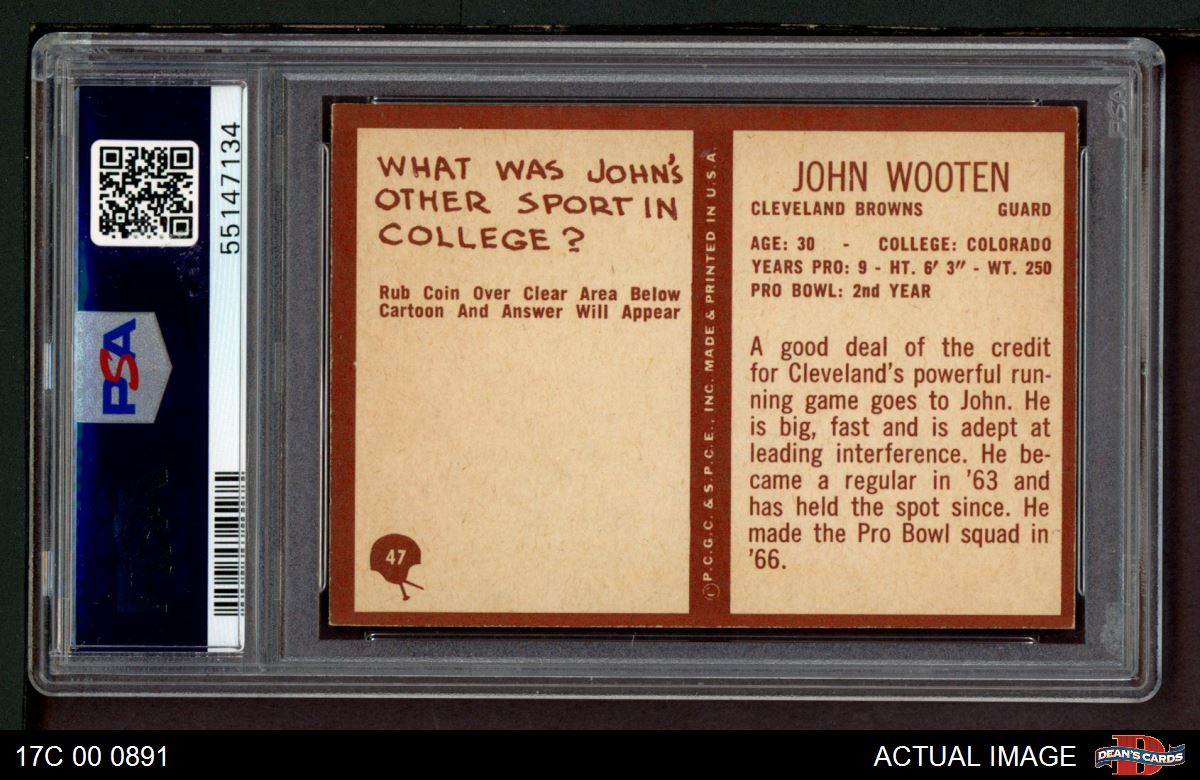 55147134
PSA
WHAT WAS JOHN'S
OTHER SPORT IN
COLLEGE?
Rub Coin Over Clear Area Below
Cartoon And Answer Will Appear
47
©P.C.G.C. & S.P.C.E., INC. MADE & PRINTED IN U.S.A.
JOHN WOOTEN
CLEVELAND BROWNS GUARD
AGE: 30 - COLLEGE: COLORADO
YEARS PRO: 9 - HT. 6' 3" - WT. 250
PRO BOWL: 2nd YEAR
A good deal of the credit
for Cleveland's powerful run-
ning game goes to John. He
is big, fast and is adept at
leading interference. He be-
came a regular in '63 and
has held the spot since. He
made the Pro Bowl squad in
'66.
PSA
17C 00 0891
ACTUAL IMAGE
DEAN'S CARDS